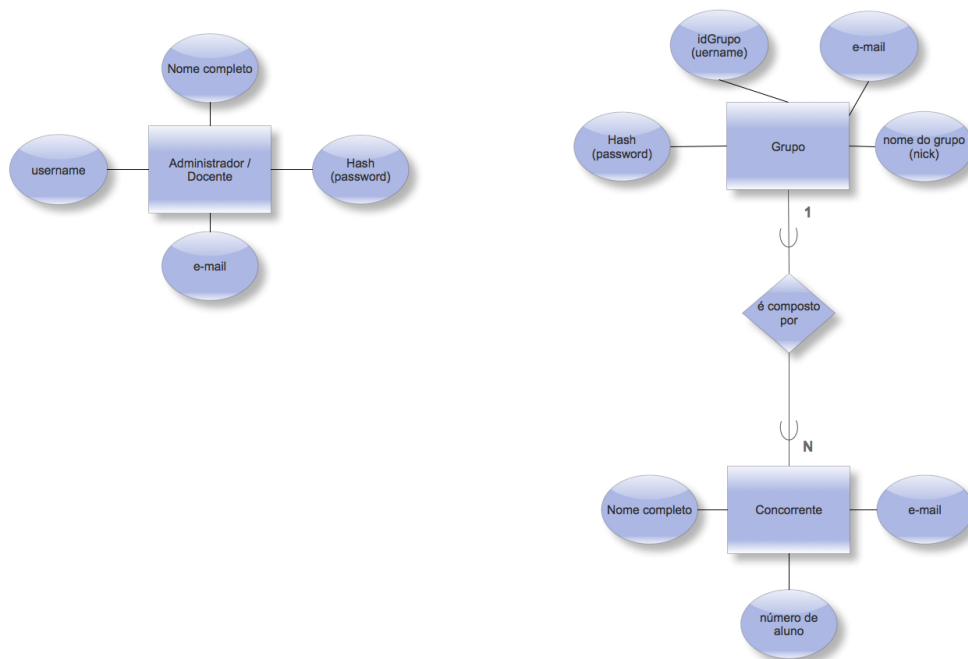 Nome completo
username
Administrador /
Docente
Hash
(password)
e-mail
idGrupo
(uername)
e-mail
Hash
(password)
Grupo
nome do grupo
(nick)
1
é composto
por
N
Nome completo
Concorrente
e-mail
número de
aluno